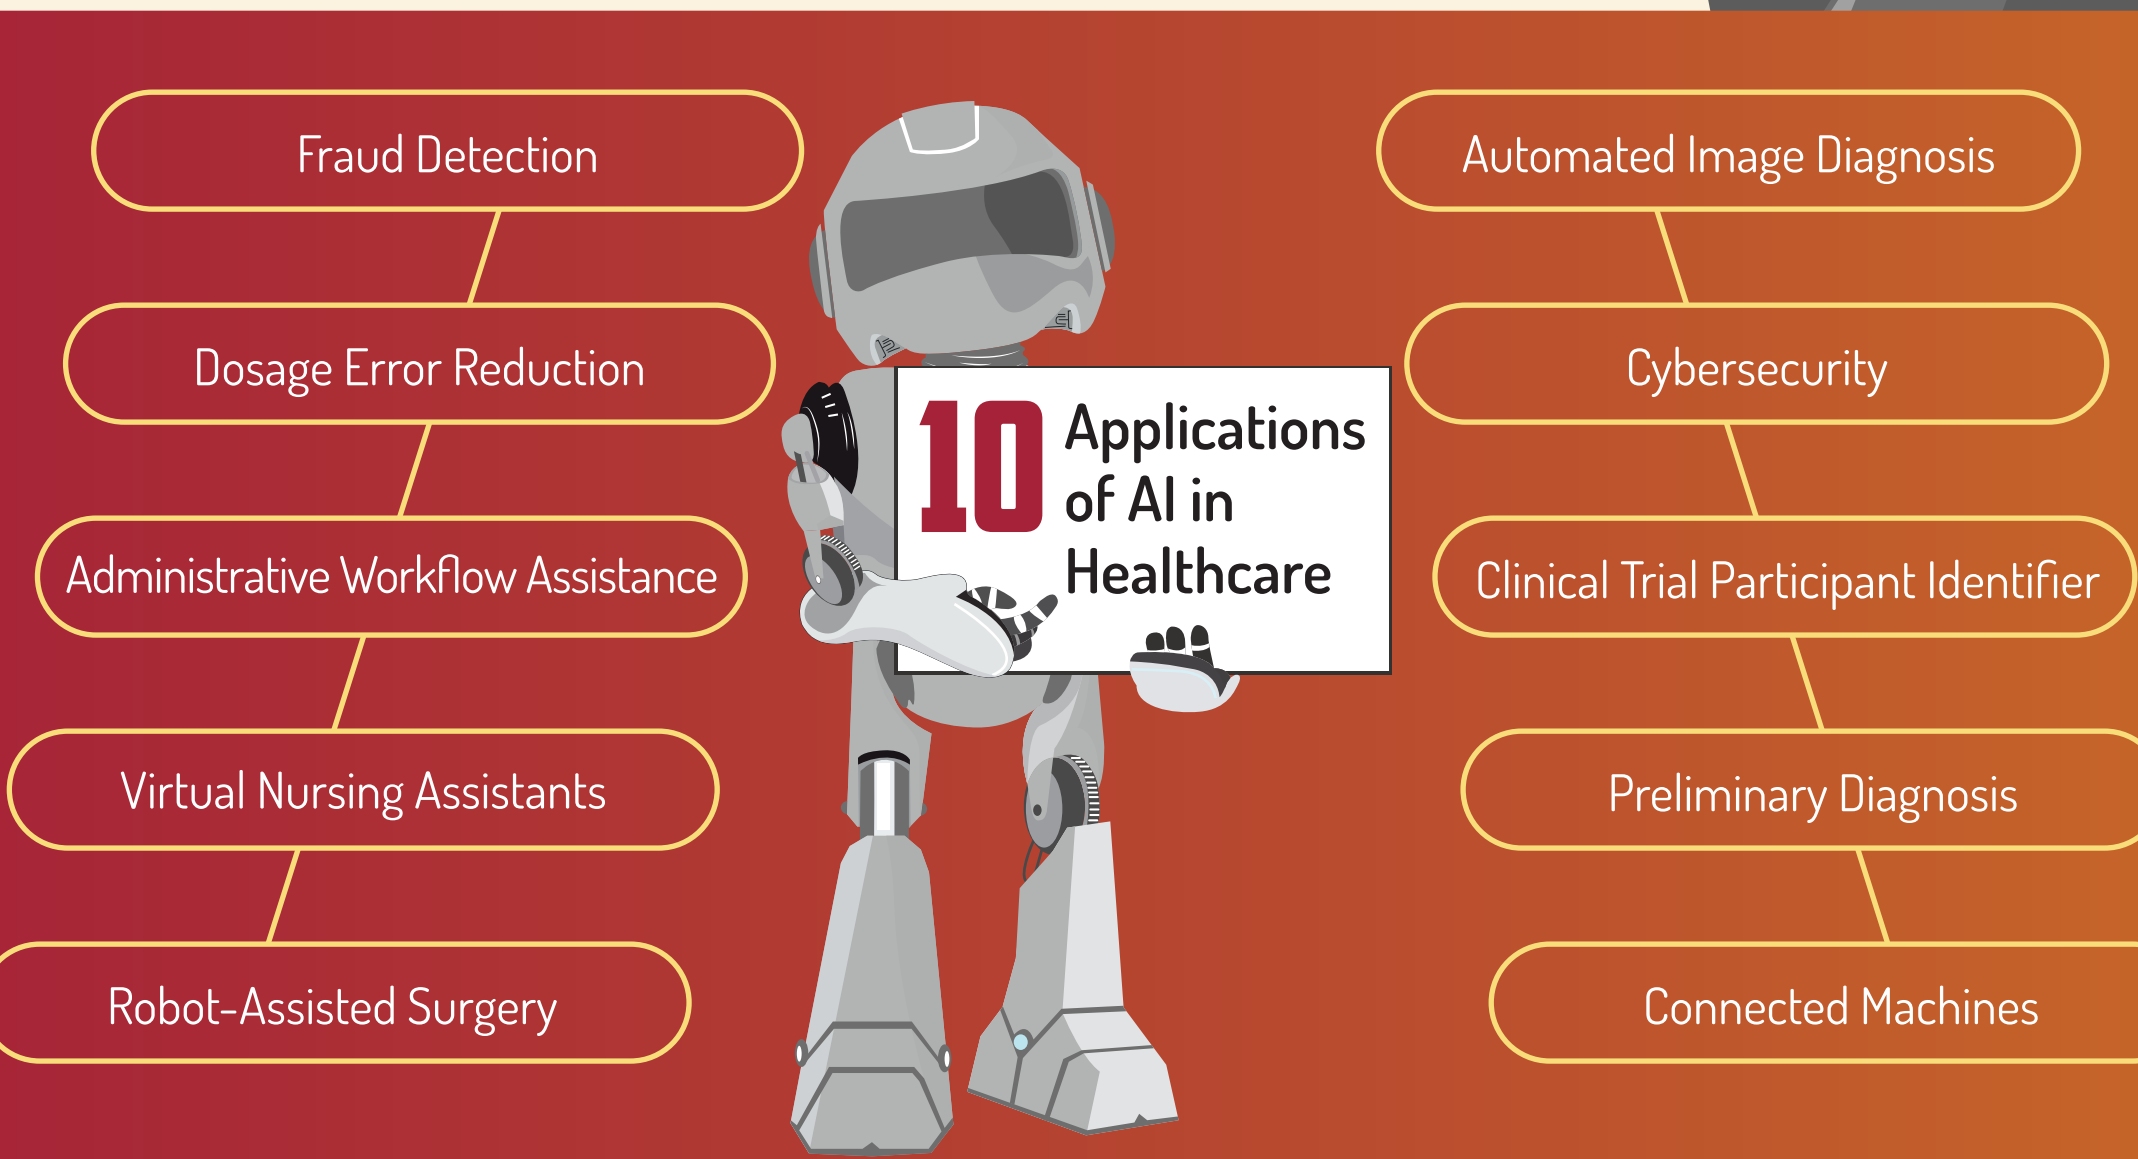 Fraud Detection
Dosage Error Reduction
Administrative Workflow Assistance
Virtual Nursing Assistants
Robot-Assisted Surgery
10
Applications
of AI in
Healthcare
Automated Image Diagnosis
Cybersecurity
Clinical Trial Participant Identifier
Preliminary Diagnosis
Connected Machines